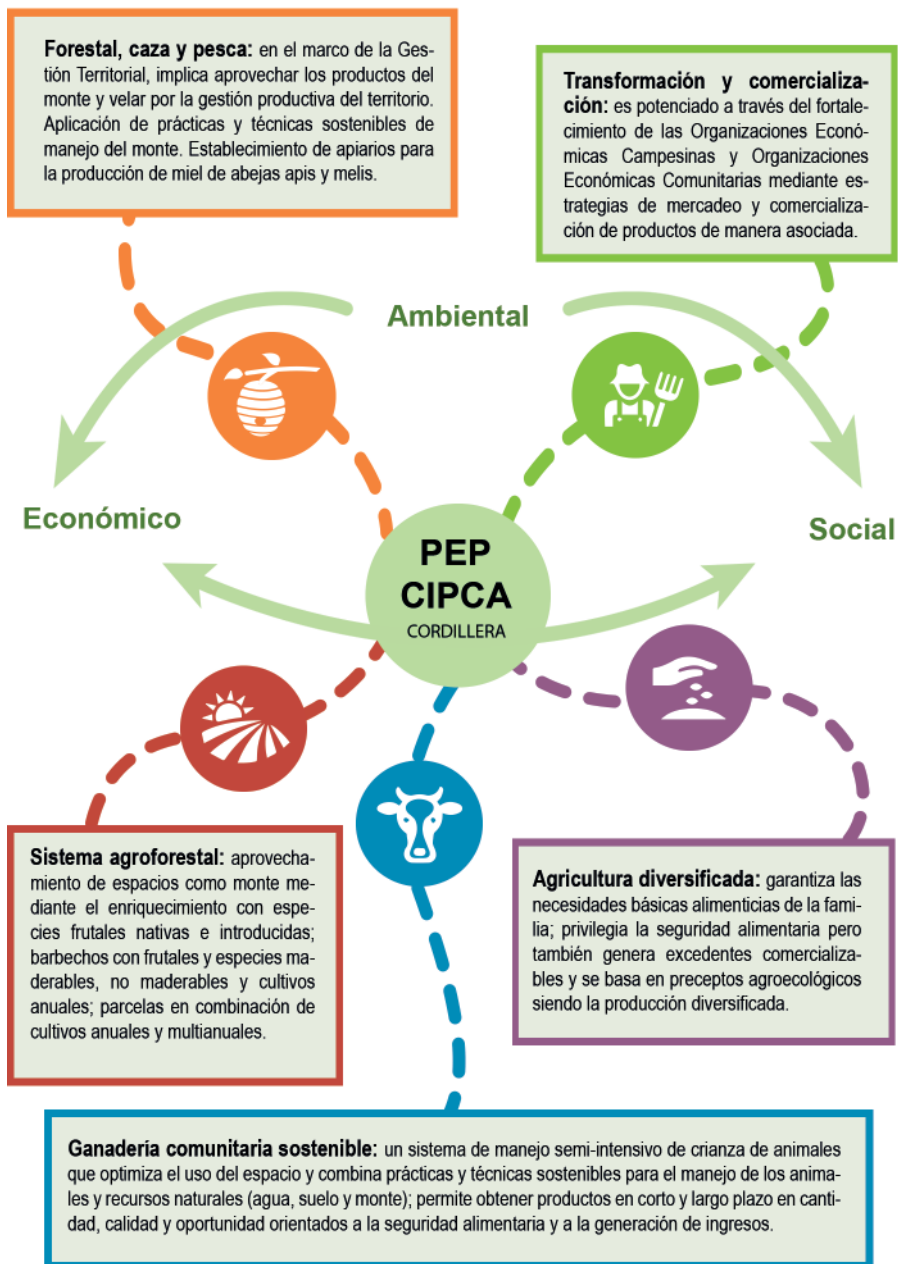 Forestal, caza y pesca: en el marco de la Ges-
tión Territorial, implica aprovechar los productos del
monte y velar por la gestión productiva del territorio.
Aplicación de prácticas y técnicas sostenibles de
manejo del monte. Establecimiento de apiarios para
la producción de miel de abejas apis y melis.
Transformación y comercializa-
ción: es potenciado a través del fortale-
cimiento de las Organizaciones Econó-
micas Campesinas y Organizaciones
Económicas Comunitarias mediante es-
trategias de mercadeo y comercializa-
ción de productos de manera asociada.
Ambiental
Económico
Social
PEP
CIPCA
CORDILLERA
Sistema agroforestal: aprovecha-
miento de espacios como monte me-
diante el enriquecimiento con espe-
cies frutales nativas e introducidas;
barbechos con frutales y especies ma-
derables, no maderables y cultivos
anuales; parcelas en combinación de
cultivos anuales y multianuales.
Agricultura diversificada: garantiza las
necesidades básicas alimenticias de la fami-
lia; privilegia la seguridad alimentaria pero
también genera excedentes comercializa-
bles y se basa en preceptos agroecológicos
siendo la producción diversificada.
Ganadería comunitaria sostenible: un sistema de manejo semi-intensivo de crianza de animales
que optimiza el uso del espacio y combina prácticas y técnicas sostenibles para el manejo de los anima-
les y recursos naturales (agua, suelo y monte); permite obtener productos en corto y largo plazo en canti-
dad, calidad y oportunidad orientados a la seguridad alimentaria y a la generación de ingresos.